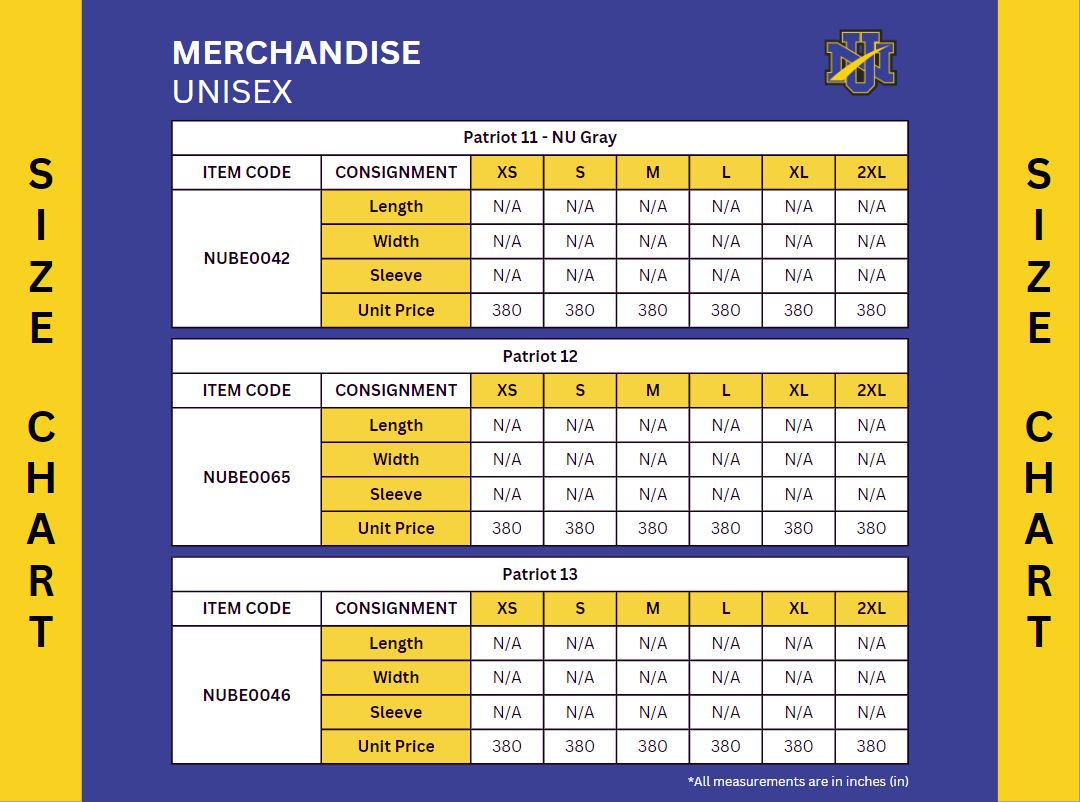 MERCHANDISE
UNISEX
NU
SIZE CHART
SIZE CHART
Patriot 11 - NU Gray
ITEM CODE CONSIGNMENT XS S M L XL 2XL
NUBE0042
Length N/A N/A N/A N/A N/A N/A
Width N/A N/A N/A N/A N/A N/A
Sleeve N/A N/A N/A N/A N/A N/A
Unit Price 380 380 380 380 380 380
Patriot 12
ITEM CODE CONSIGNMENT XS S M L XL 2XL
NUBE0065
Length N/A N/A N/A N/A N/A N/A
Width N/A N/A N/A N/A N/A N/A
Sleeve N/A N/A N/A N/A N/A N/A
Unit Price 380 380 380 380 380 380
Patriot 13
ITEM CODE CONSIGNMENT XS S M L XL 2XL
NUBE0046
Length N/A N/A N/A N/A N/A N/A
Width N/A N/A N/A N/A N/A N/A
Sleeve N/A N/A N/A N/A N/A N/A
Unit Price 380 380 380 380 380 380
*All measurements are in inches (in)